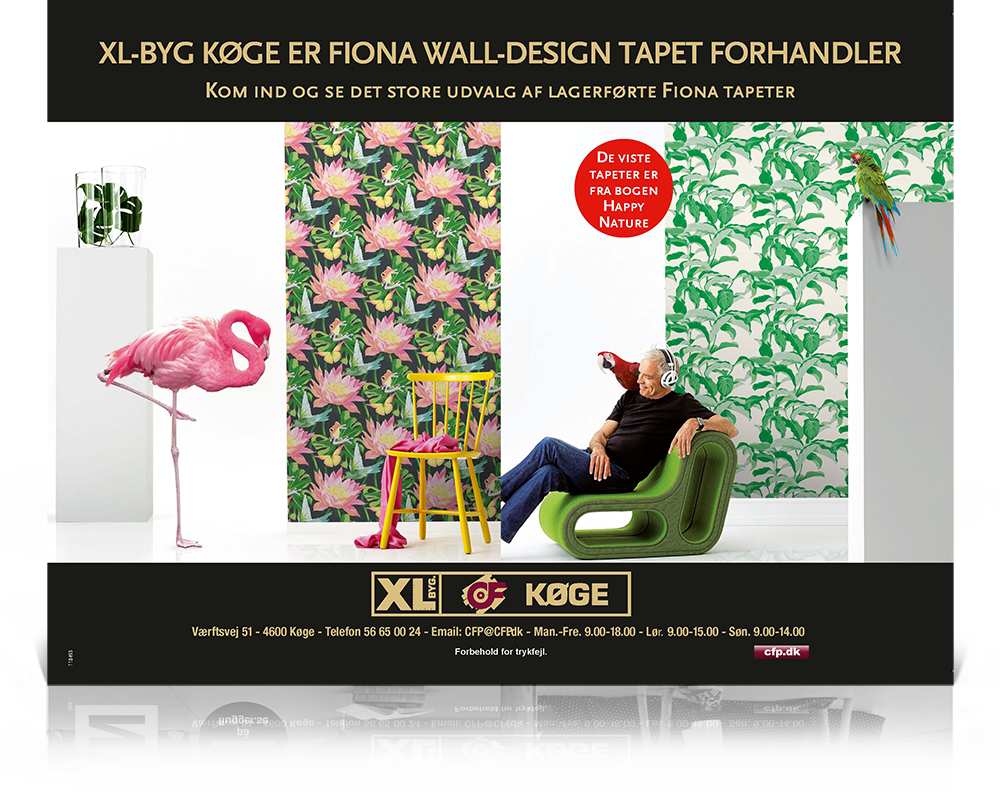 XL-BYG KØGE ER FIONA WALL-DESIGN TAPET FORHANDLER
KOM IND OG SE DET STORE UDVALG AF LAGERFØRTE FIONA TAPETER
DE VISTE
TAPETER ER
FRA BOGEN
HAPPY
NATURE
XL BYG. CF KØGE
Værftsvej 51 - 4600 Køge - Telefon 56 65 00 24 - Email: CFP@CFP.dk - Man.-Fre. 9.00-18.00 - Lør. 9.00-15.00 - Søn. 9.00-14.00
Forbehold for trykfejl.
cfp.dk